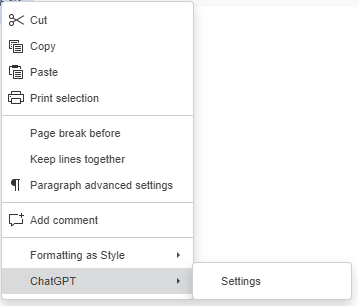 Cut
Copy
Paste
Print selection
Page break before
Keep lines together
Paragraph advanced settings
Add comment
Formatting as Style
ChatGPT
Settings